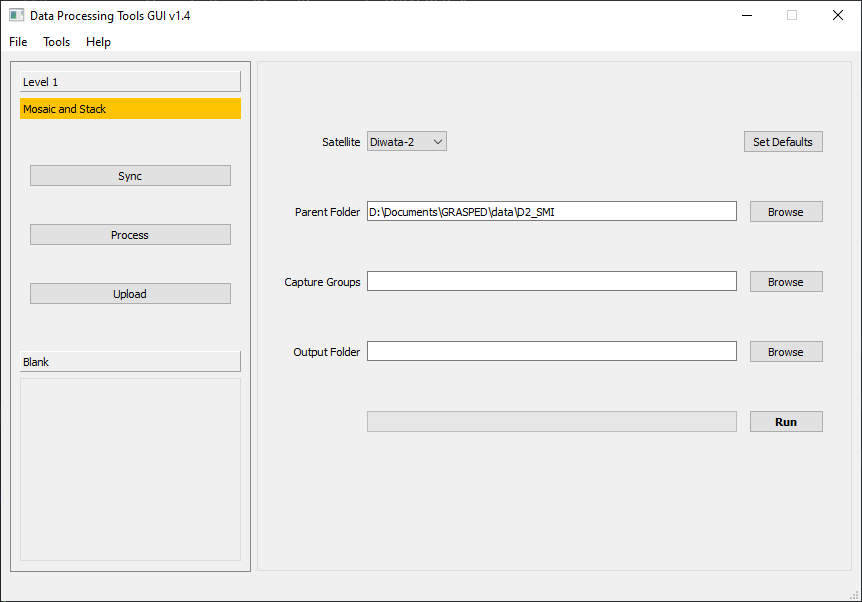 Data Processing Tools GUI v1.4
File Tools Help
Level 1
Mosaic and Stack
Sync
Process
Upload
Blank
Satellite Diwata-2 Set Defaults
Parent Folder D:\Documents\GRASPED\data\D2_SMI Browse
Capture Groups Browse
Output Folder Browse
Run